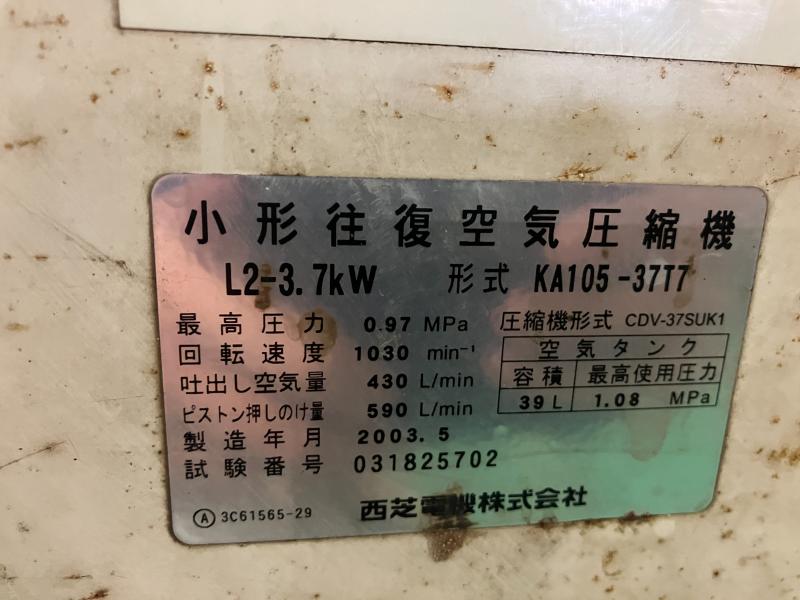 小形往復空気圧縮機
L2-3.7kW 形式 KA105-37T7
最高圧力 0.97 MPa 圧縮機形式 CDV-37SUK1
回転速度 1030 min⁻¹ 空気タンク
吐出し空気量 430 L/min 容積 最高使用圧力
ピストン押しのけ量 590 L/min 39 L 1.08 MPa
製造年月 2003.5
試験番号 031825702
Ⓐ 3C61565-29 西芝電機株式会社